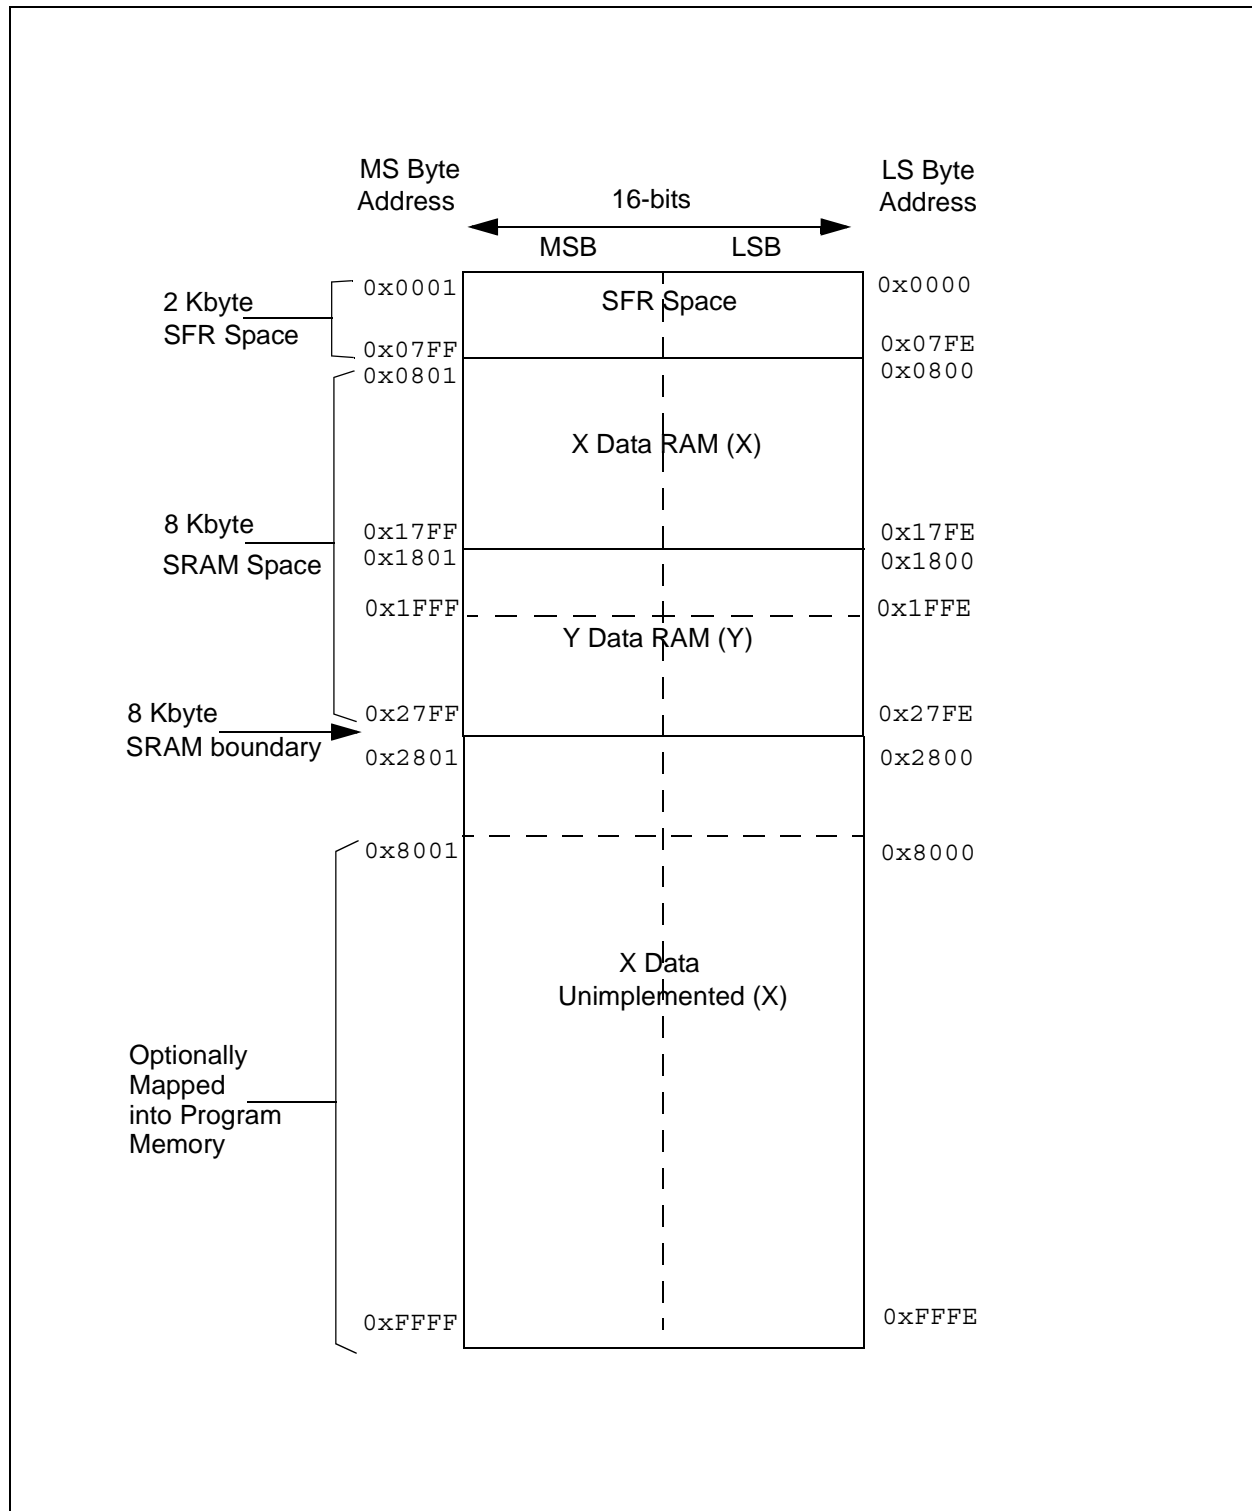 MS Byte
Address
LS Byte
Address
16-bits
MSB
LSB
0x0001
0x0000
2 Kbyte
SFR Space
SFR Space
0x07FF
0x07FE
0x0801
0x0800
X Data RAM (X)
8 Kbyte
SRAM Space
0x17FF
0x17FE
0x1801
0x1800
0x1FFF
0x1FFE
Y Data RAM (Y)
0x27FF
0x27FE
8 Kbyte
SRAM boundary
0x2801
0x2800
0x8001
0x8000
X Data
Unimplemented (X)
Optionally
Mapped
into Program
Memory
0xFFFF
0xFFFE